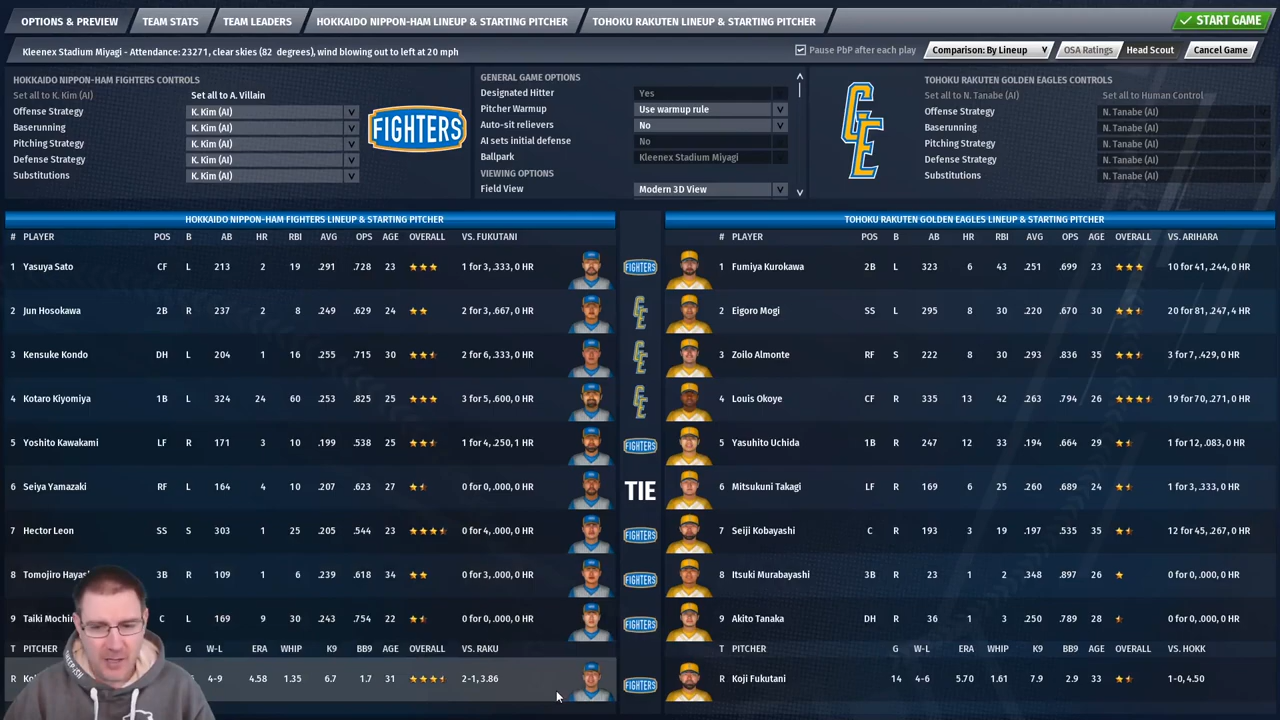 OPTIONS & PREVIEW TEAM STATS TEAM LEADERS HOKKAIDO NIPPON-HAM LINEUP & STARTING PITCHER TOHOKU RAKUTEN LINEUP & STARTING PITCHER START GAME
Kleenex Stadium Miyagi - Attendance: 23271, clear skies (82 degrees), wind blowing out to left at 20 mph Pause PbP after each play Comparison: By Lineup OSA Ratings Head Scout Cancel Game
HOKKAIDO NIPPON-HAM FIGHTERS CONTROLS
Set all to K. Kim (AI) Set all to A. Villain
Offense Strategy K. Kim (AI)
Baserunning K. Kim (AI)
Pitching Strategy K. Kim (AI)
Defense Strategy K. Kim (AI)
Substitutions K. Kim (AI)
FIGHTERS
GENERAL GAME OPTIONS
Designated Hitter Yes
Pitcher Warmup Use warmup rule
Auto-sit relievers No
AI sets initial defense No
Ballpark Kleenex Stadium Miyagi
VIEWING OPTIONS
Field View Modern 3D View
GE
TOHOKU RAKUTEN GOLDEN EAGLES CONTROLS
Set all to N. Tanabe (AI) Set all to Human Control
Offense Strategy N. Tanabe (AI)
Baserunning N. Tanabe (AI)
Pitching Strategy N. Tanabe (AI)
Defense Strategy N. Tanabe (AI)
Substitutions N. Tanabe (AI)
HOKKAIDO NIPPON-HAM FIGHTERS LINEUP & STARTING PITCHER
# PLAYER POS B AB HR RBI AVG OPS AGE OVERALL VS. FUKUTANI
1 Yasuya Sato CF L 213 2 19 .291 .728 23 1 for 3, .333, 0 HR
2 Jun Hosokawa 2B R 237 2 8 .249 .629 24 2 for 3, .667, 0 HR
3 Kensuke Kondo DH L 204 1 16 .255 .715 30 2 for 6, .333, 0 HR
4 Kotaro Kiyomiya 1B L 324 24 60 .253 .825 25 3 for 5, .600, 0 HR
5 Yoshito Kawakami LF R 171 3 10 .199 .538 25 1 for 4, .250, 1 HR
6 Seiya Yamazaki RF L 164 4 10 .207 .623 27 0 for 0, .000, 0 HR
7 Hector Leon SS S 303 1 25 .205 .544 23 0 for 4, .000, 0 HR
8 Tomojiro Hayas 3B R 109 1 6 .239 .618 34 0 for 3, .000, 0 HR
9 Taiki Mochi C L 169 9 30 .243 .754 22 0 for 0, .000, 0 HR
T PITCHER G W-L ERA WHIP K9 BB9 AGE OVERALL VS. RAKU
R Ko 4-9 4.58 1.35 6.7 1.7 31 2-1, 3.86
FIGHTERS
GE
GE
GE
FIGHTERS
TIE
FIGHTERS
FIGHTERS
FIGHTERS
FIGHTERS
TOHOKU RAKUTEN GOLDEN EAGLES LINEUP & STARTING PITCHER
# PLAYER POS B AB HR RBI AVG OPS AGE OVERALL VS. ARIHARA
1 Fumiya Kurokawa 2B L 323 6 43 .251 .699 23 10 for 41, .244, 0 HR
2 Eigoro Mogi SS L 295 8 30 .220 .670 30 20 for 81, .247, 4 HR
3 Zoilo Almonte RF S 222 8 30 .293 .836 35 3 for 7, .429, 0 HR
4 Louis Okoye CF R 335 13 42 .263 .794 26 19 for 70, .271, 0 HR
5 Yasuhito Uchida 1B R 247 12 33 .194 .664 29 1 for 12, .083, 0 HR
6 Mitsukuni Takagi LF R 169 6 25 .260 .689 24 1 for 3, .333, 0 HR
7 Seiji Kobayashi C R 193 3 19 .197 .535 35 12 for 45, .267, 0 HR
8 Itsuki Murabayashi 3B R 23 1 2 .348 .897 26 0 for 0, .000, 0 HR
9 Akito Tanaka DH R 36 1 3 .250 .789 28 0 for 0, .000, 0 HR
T PITCHER G W-L ERA WHIP K9 BB9 AGE OVERALL VS. HOKK
R Koji Fukutani 14 4-6 5.70 1.61 7.9 2.9 33 1-0, 4.50